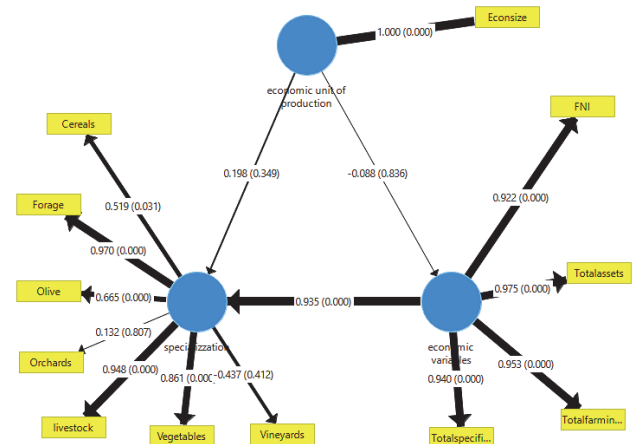 Econsize
1.000 (0.000)
economic unit of
production
FNI
Cereals
0.198 (0.349)
-0.088 (0.836)
0.519 (0.031)
Forage
0.922 (0.000)
0.970 (0.000)
Totalassets
Olive
0.975 (0.000)
0.665 (0.000)
0.935 (0.000)
0.132 (0.807)
specialization
economic
variables
Orchards
0.953 (0.000)
0.948 (0.000)
0.861 (0.000)
-0.437 (0.412)
0.940 (0.000)
livestock
Vegetables
Vineyards
Totalspecifi...
Totalfarmin...